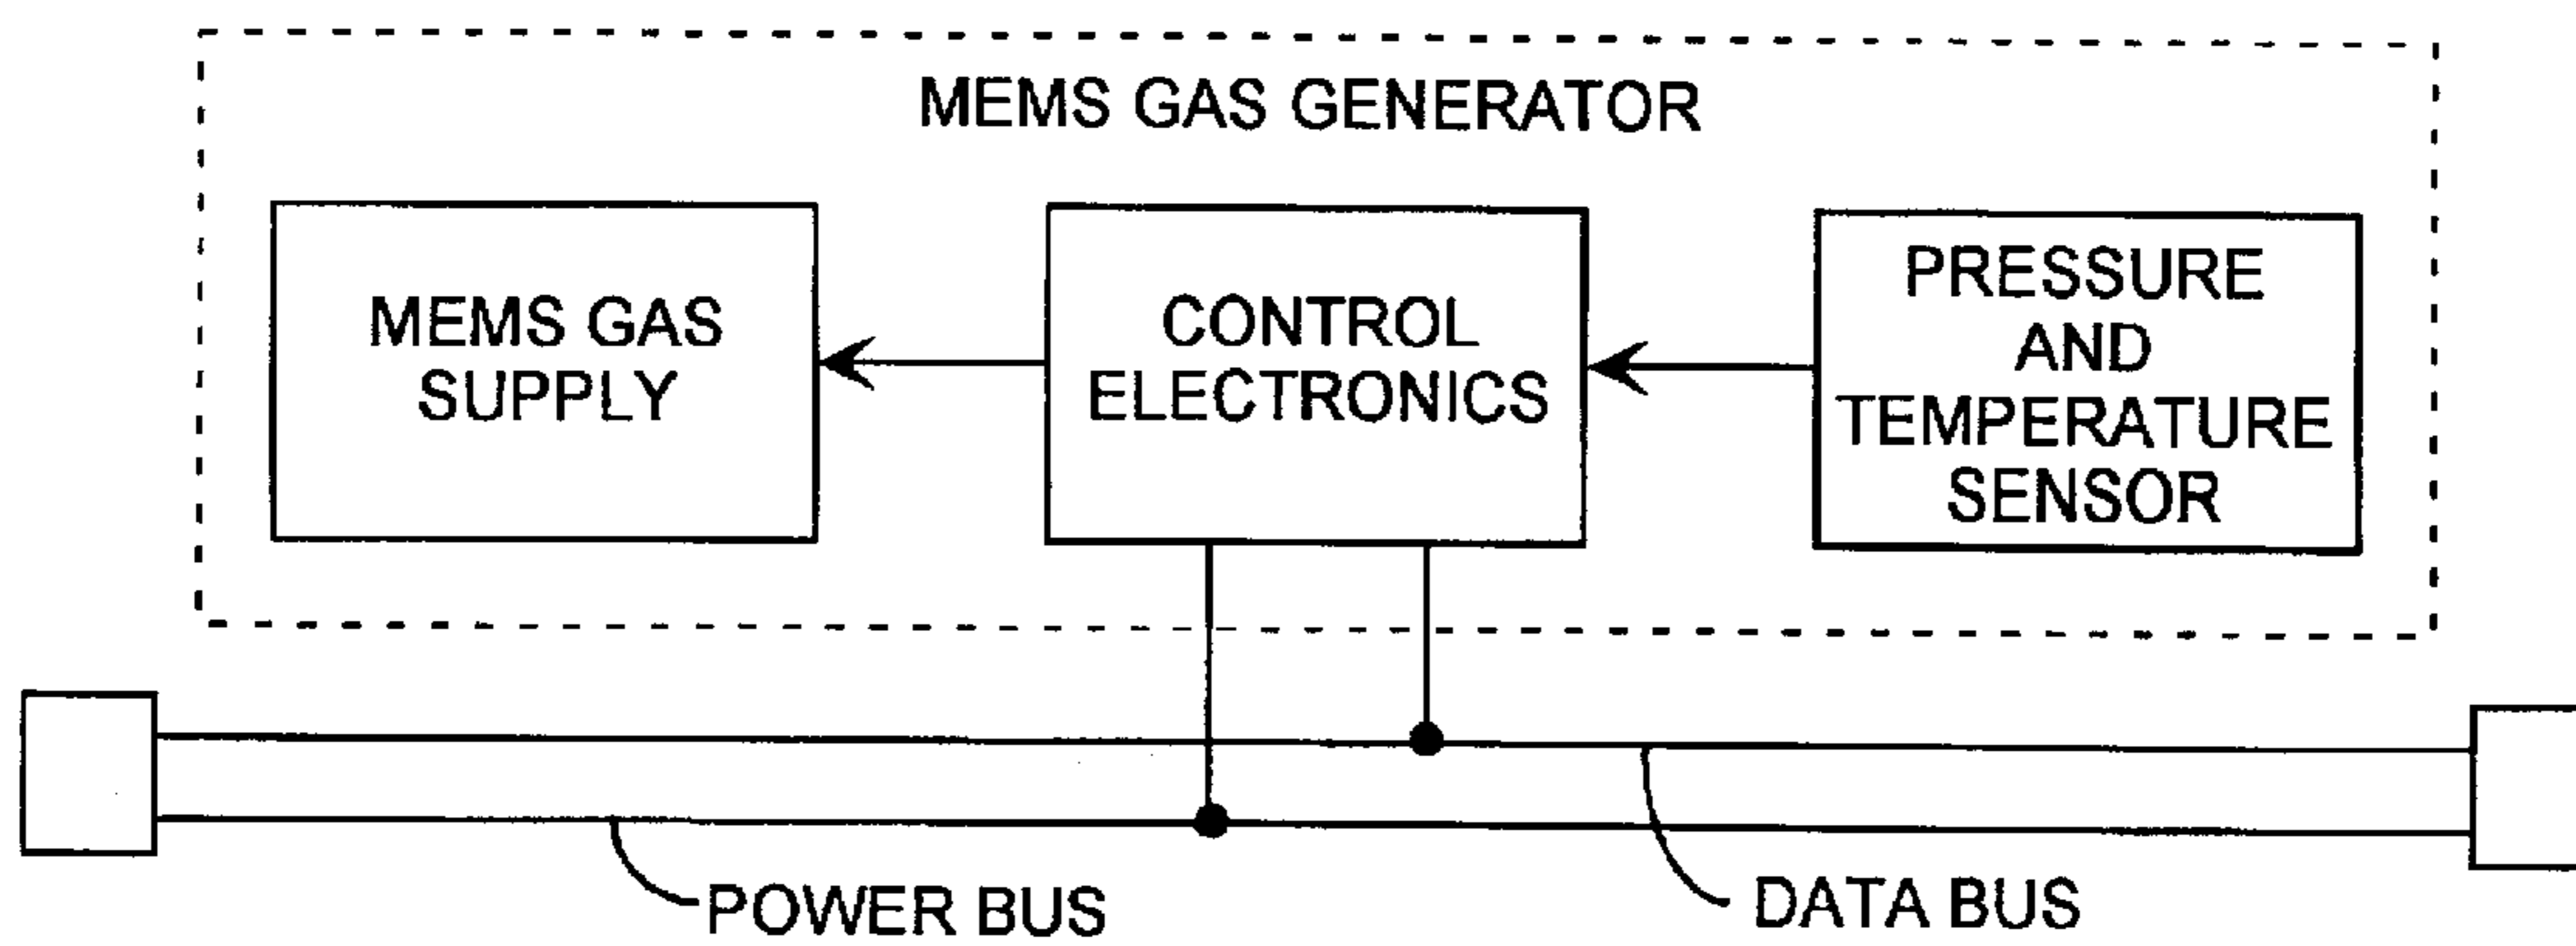 MEMS GAS GENERATOR
MEMS GAS
SUPPLY
CONTROL
ELECTRONICS
PRESSURE
AND
TEMPERATURE
SENSOR
POWER BUS
DATA BUS